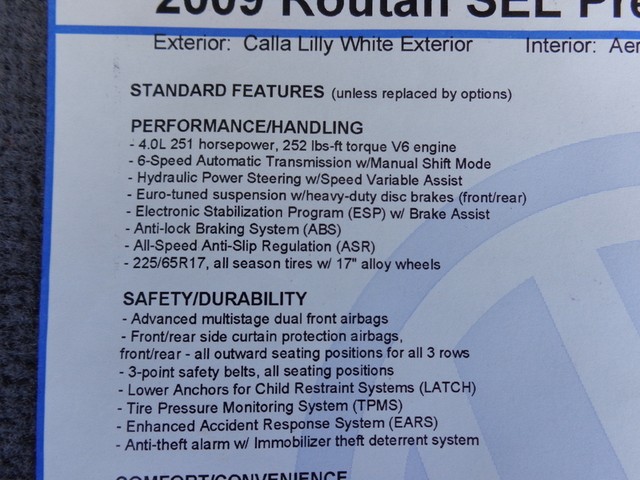 2009 Routan SEL Pre
Exterior: Calla Lilly White Exterior Interior: Aer
STANDARD FEATURES (unless replaced by options)
PERFORMANCE/HANDLING
- 4.0L 251 horsepower, 252 lbs-ft torque V6 engine
- 6-Speed Automatic Transmission w/Manual Shift Mode
- Hydraulic Power Steering w/Speed Variable Assist
- Euro-tuned suspension w/heavy-duty disc brakes (front/rear)
- Electronic Stabilization Program (ESP) w/ Brake Assist
- Anti-lock Braking System (ABS)
- All-Speed Anti-Slip Regulation (ASR)
- 225/65R17, all season tires w/ 17" alloy wheels
SAFETY/DURABILITY
- Advanced multistage dual front airbags
- Front/rear side curtain protection airbags,
front/rear - all outward seating positions for all 3 rows
- 3-point safety belts, all seating positions
- Lower Anchors for Child Restraint Systems (LATCH)
- Tire Pressure Monitoring System (TPMS)
- Enhanced Accident Response System (EARS)
- Anti-theft alarm w/ Immobilizer theft deterrent system
COMFORT/CONVENIENCE